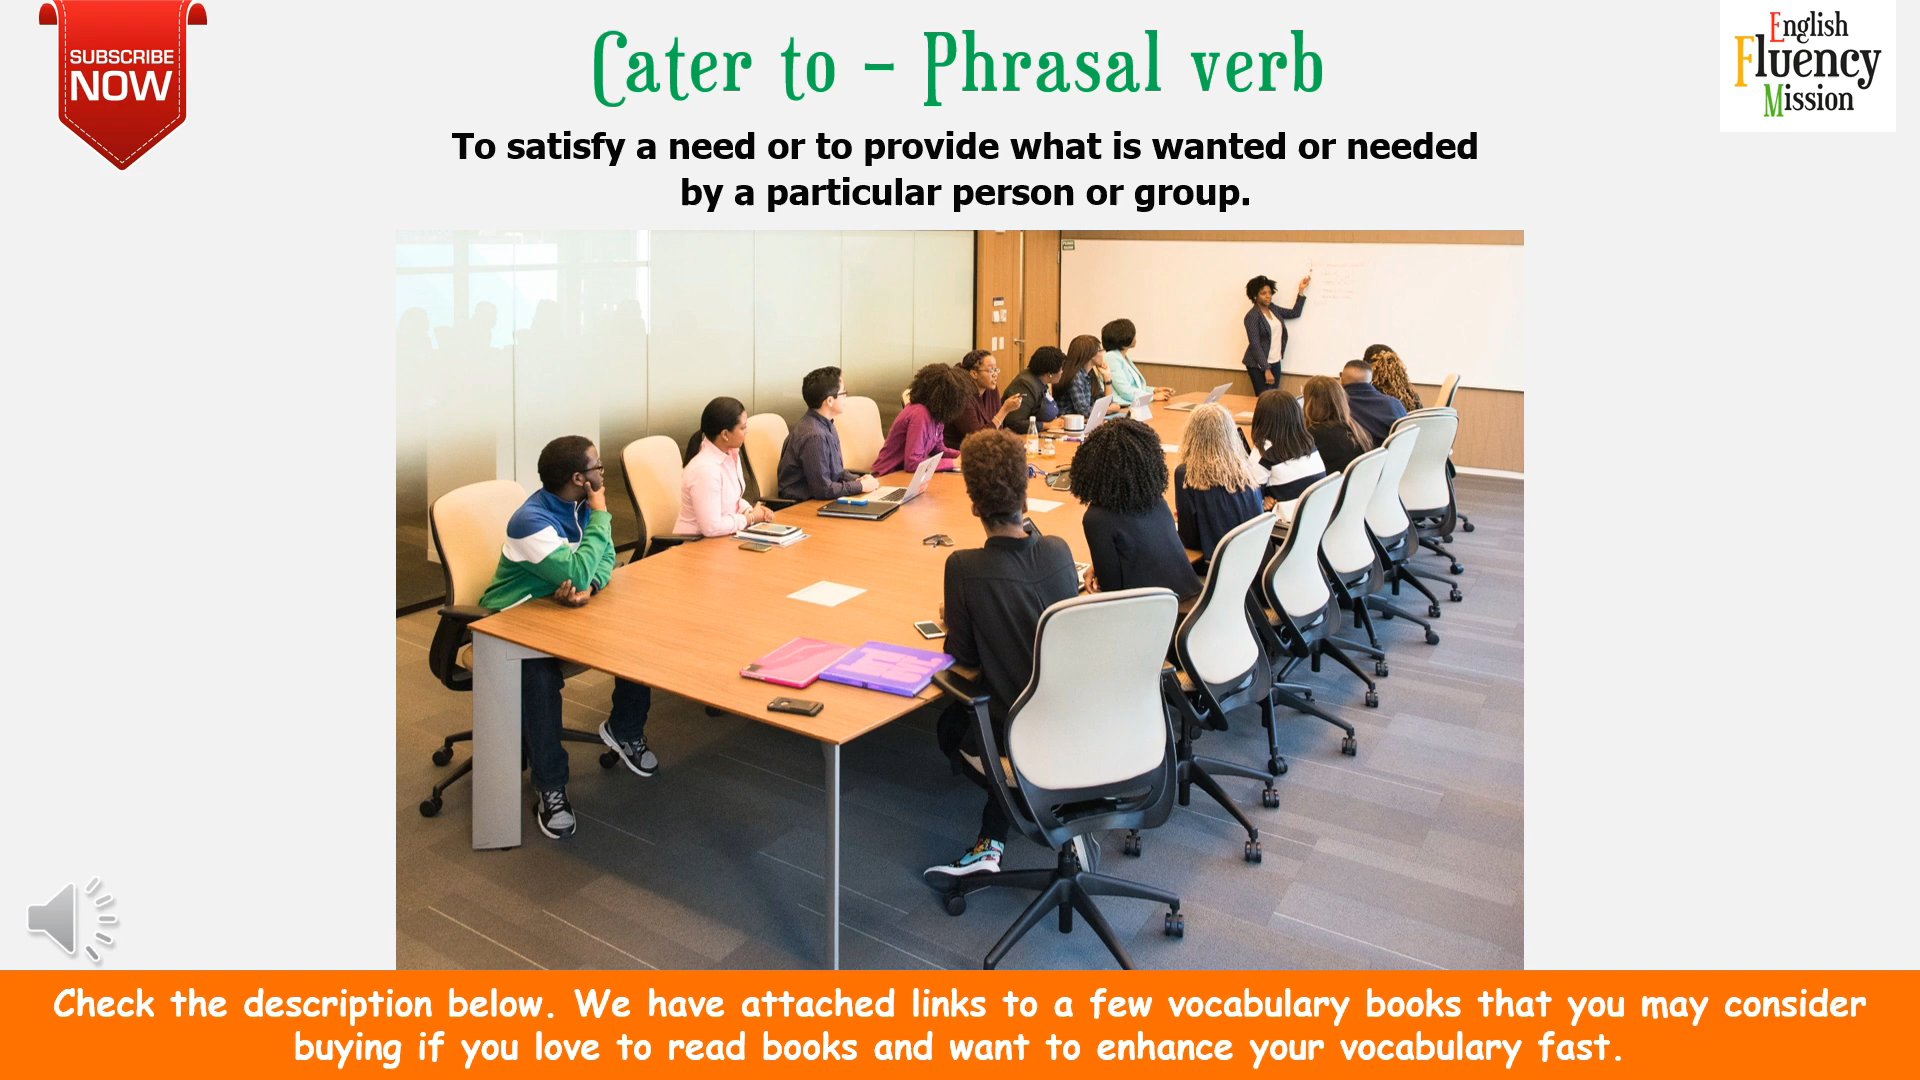 SUBSCRIBE
NOW
Cater to – Phrasal verb
English
Fluency
Mission
To satisfy a need or to provide what is wanted or needed
by a particular person or group.
Check the description below. We have attached links to a few vocabulary books that you may consider
buying if you love to read books and want to enhance your vocabulary fast.